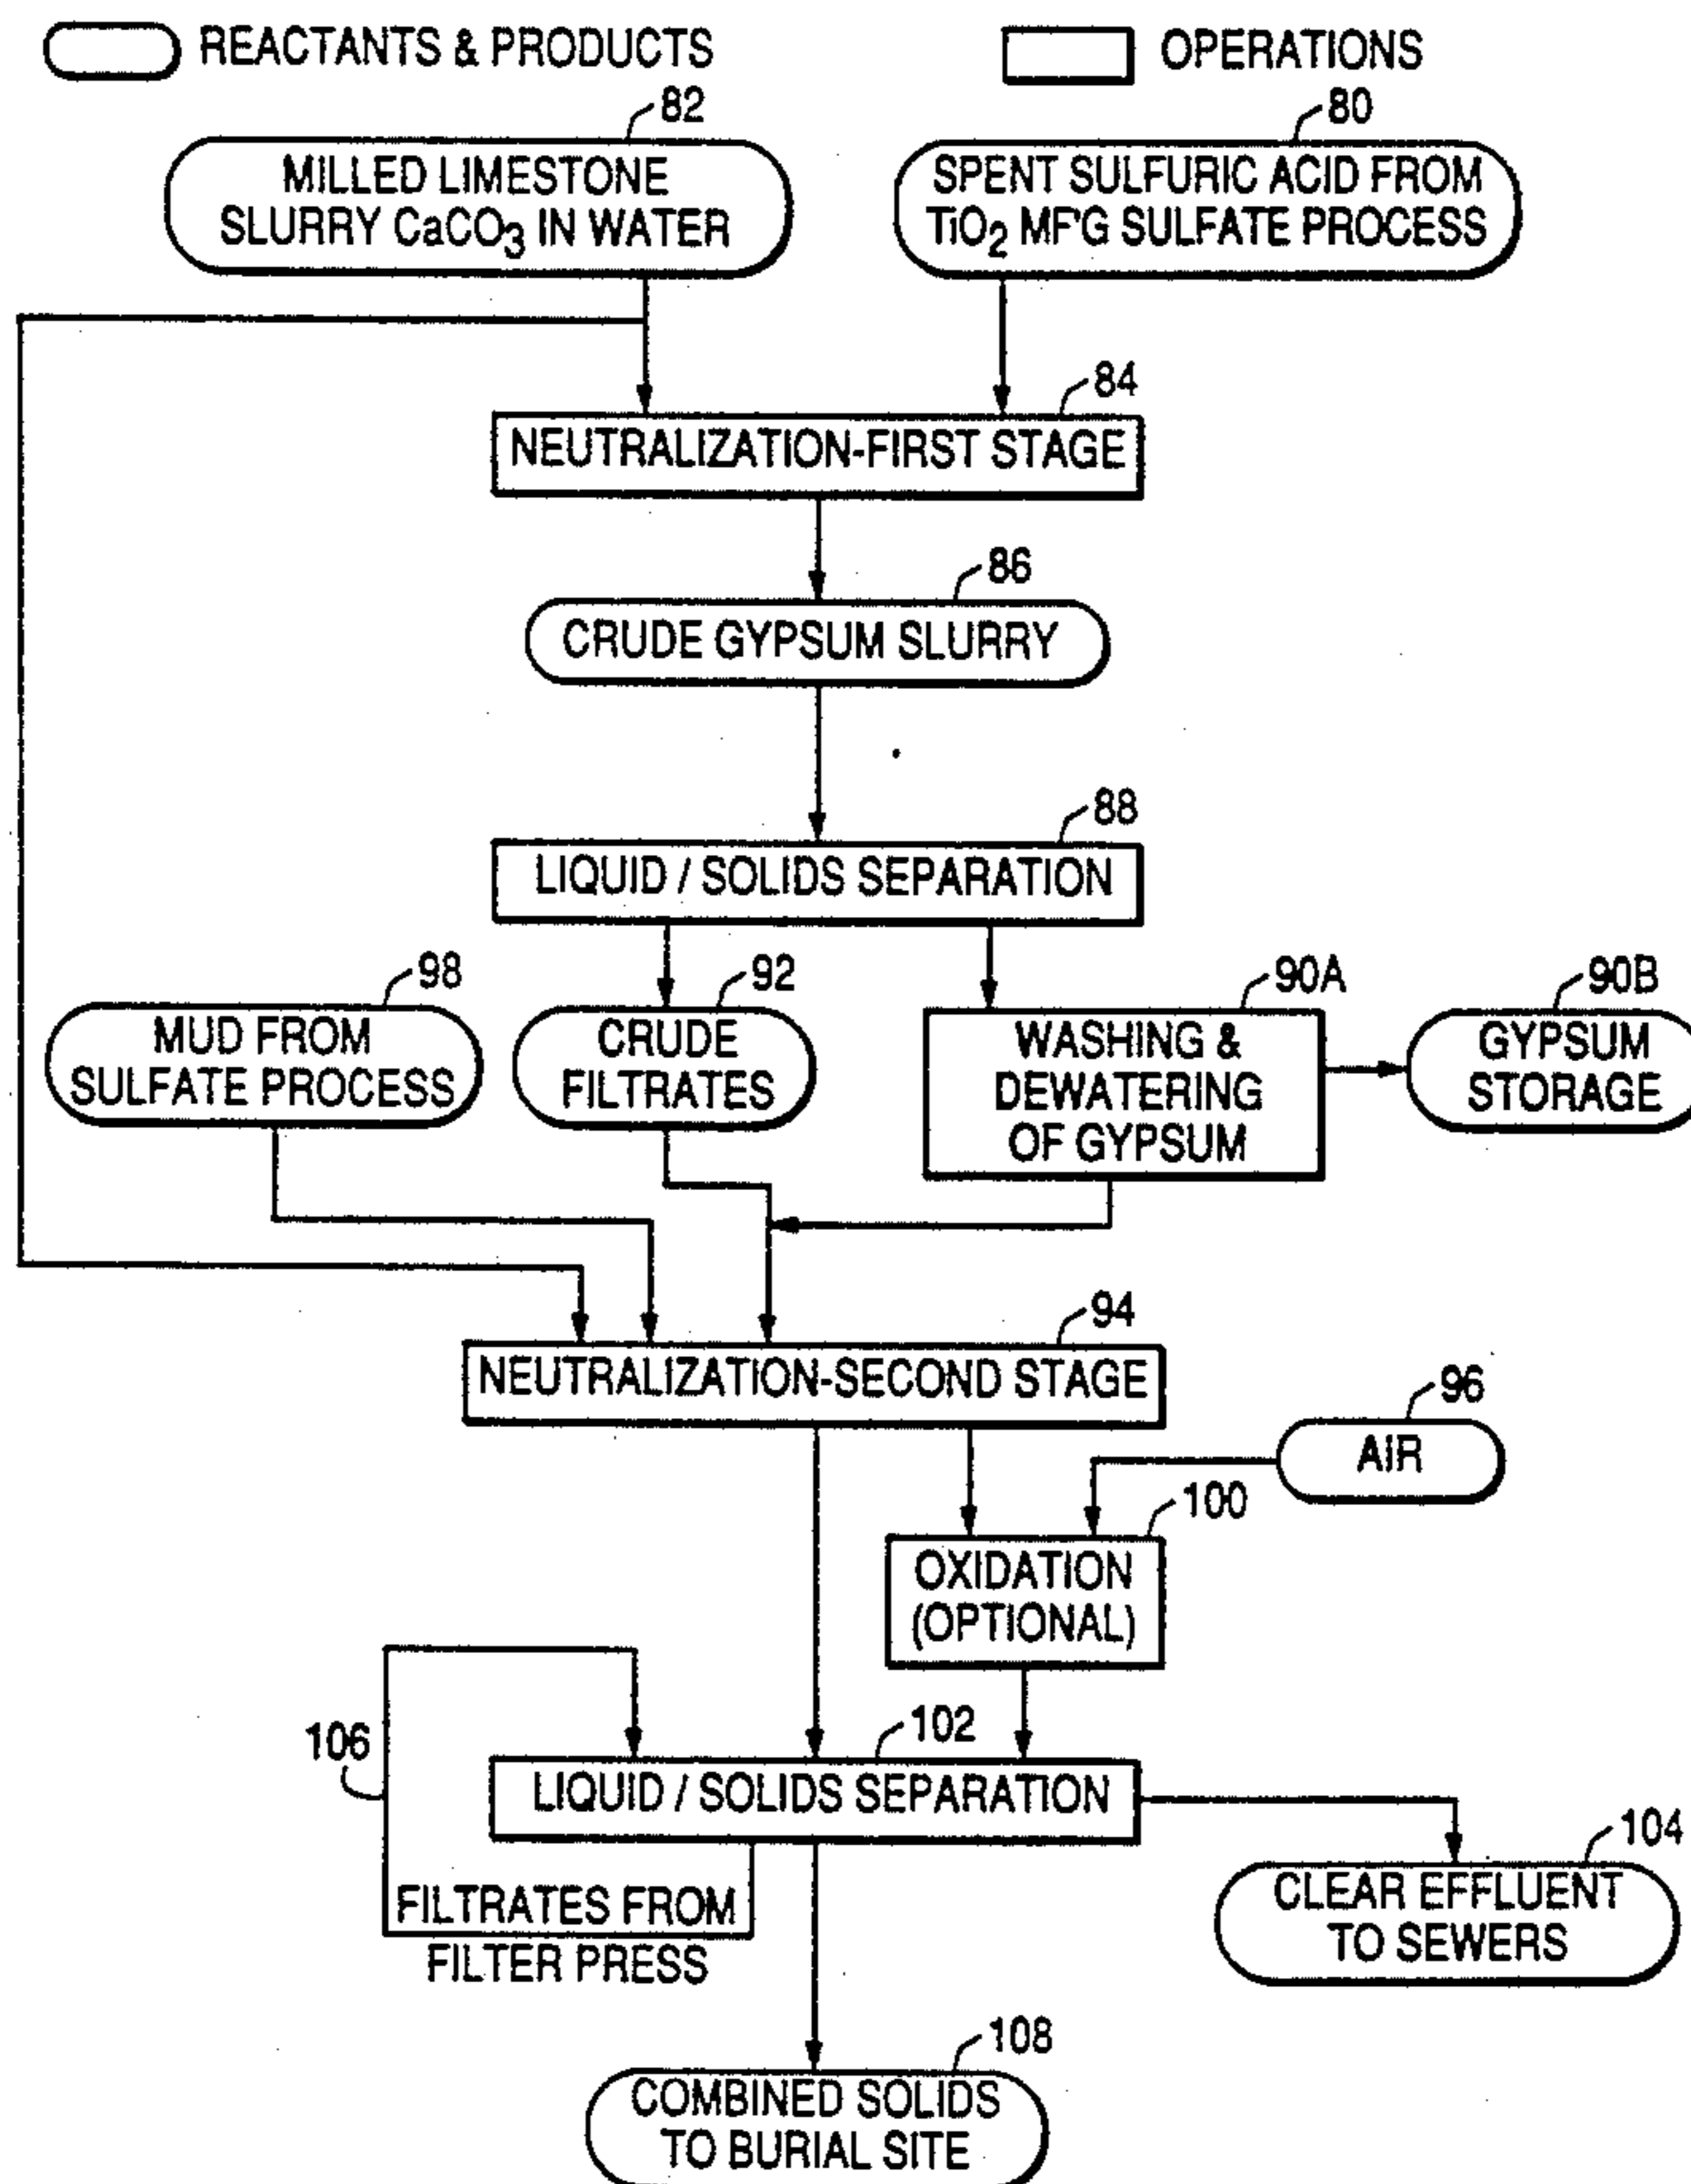 REACTANTS & PRODUCTS
OPERATIONS
82
80
MILLED LIMESTONE
SLURRY CaCO3 IN WATER
SPENT SULFURIC ACID FROM
TiO2 MF'G SULFATE PROCESS
84
NEUTRALIZATION-FIRST STAGE
86
CRUDE GYPSUM SLURRY
88
LIQUID / SOLIDS SEPARATION
98
92
90A
90B
MUD FROM
SULFATE PROCESS
CRUDE
FILTRATES
WASHING &
DEWATERING
OF GYPSUM
GYPSUM
STORAGE
94
NEUTRALIZATION-SECOND STAGE
96
AIR
100
OXIDATION
(OPTIONAL)
102
106
LIQUID / SOLIDS SEPARATION
104
FILTRATES FROM
FILTER PRESS
CLEAR EFFLUENT
TO SEWERS
108
COMBINED SOLIDS
TO BURIAL SITE